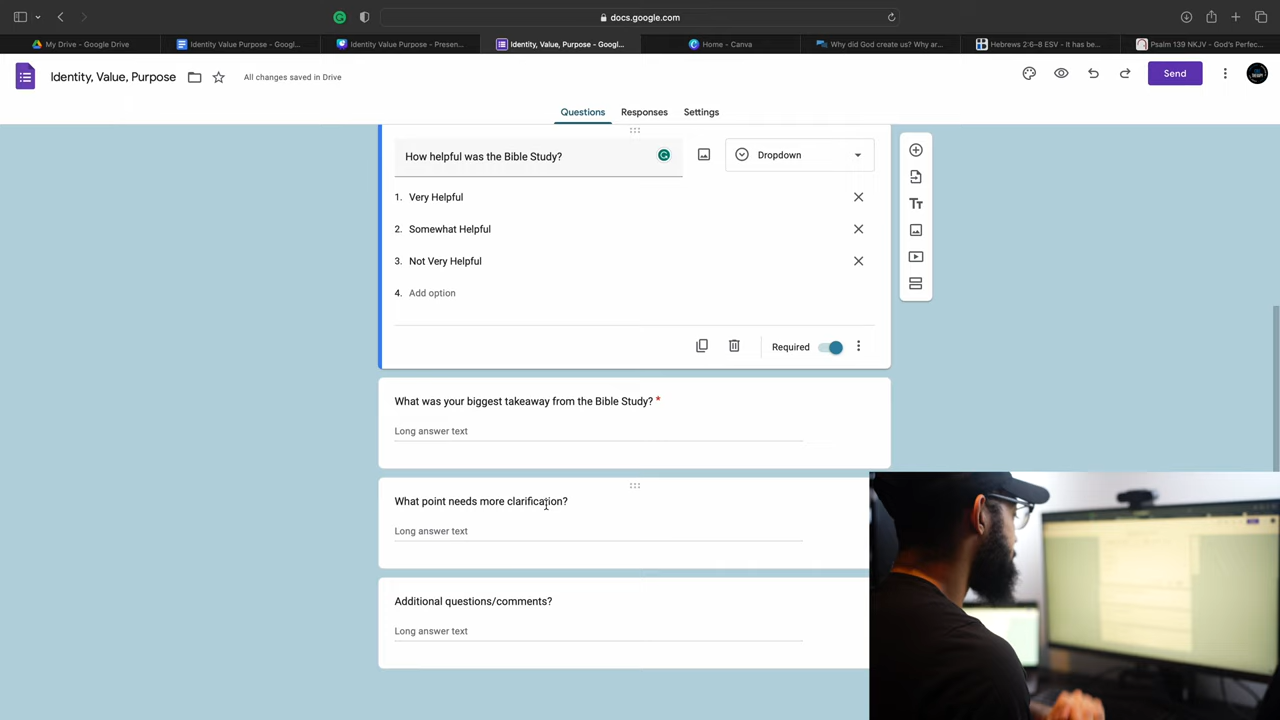 docs.google.com
My Drive - Google Drive
Identity Value Purpose - Googl...
Identity Value Purpose - Presen...
Identity, Value, Purpose - Googl...
Home - Canva
Why did God create us? Why ar...
Hebrews 2:6–8 ESV - It has be...
Psalm 139 NKJV - God's Perfec...
Identity, Value, Purpose
All changes saved in Drive
Send
Questions
Responses
Settings
How helpful was the Bible Study?
Dropdown
1. Very Helpful
2. Somewhat Helpful
3. Not Very Helpful
4. Add option
Tт
Required
What was your biggest takeaway from the Bible Study? *
Long answer text
What point needs more clarification?
Long answer text
Additional questions/comments?
Long answer text